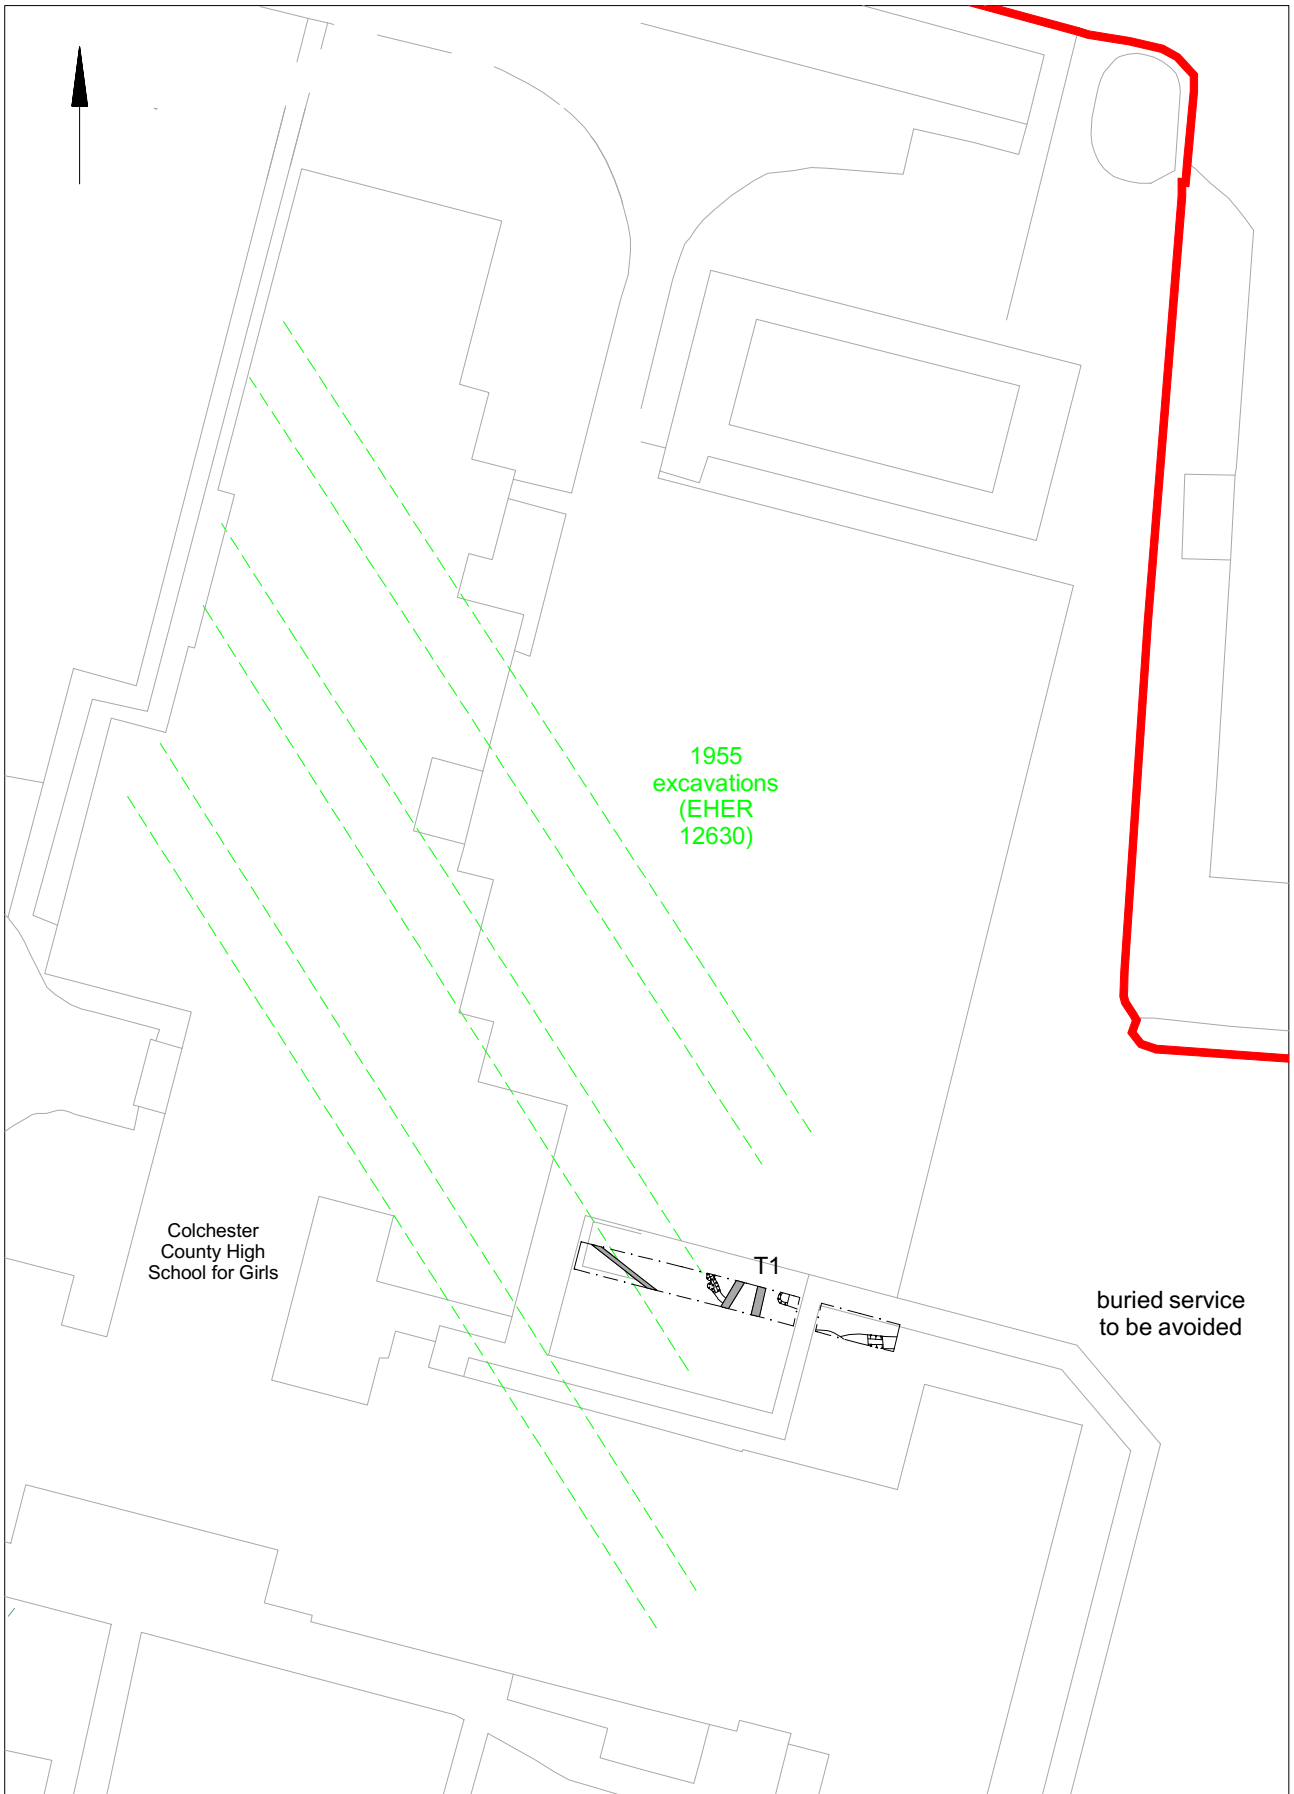 1955
excavations
(EHER
12630)
Colchester
County High
School for Girls
T1
buried service
to be avoided